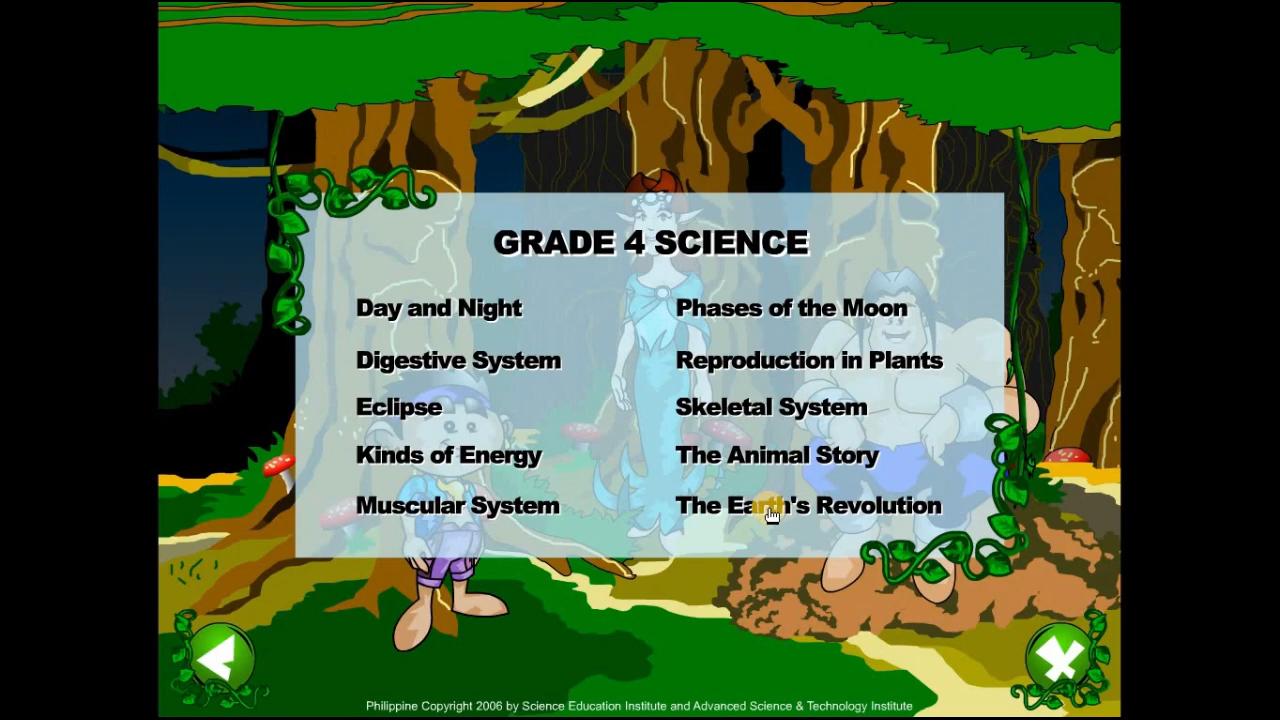 GRADE 4 SCIENCE
Day and Night
Digestive System
Eclipse
Kinds of Energy
Muscular System
Phases of the Moon
Reproduction in Plants
Skeletal System
The Animal Story
The Earth's Revolution
Philippine Copyright 2006 by Science Education Institute and Advanced Science & Technology Institute